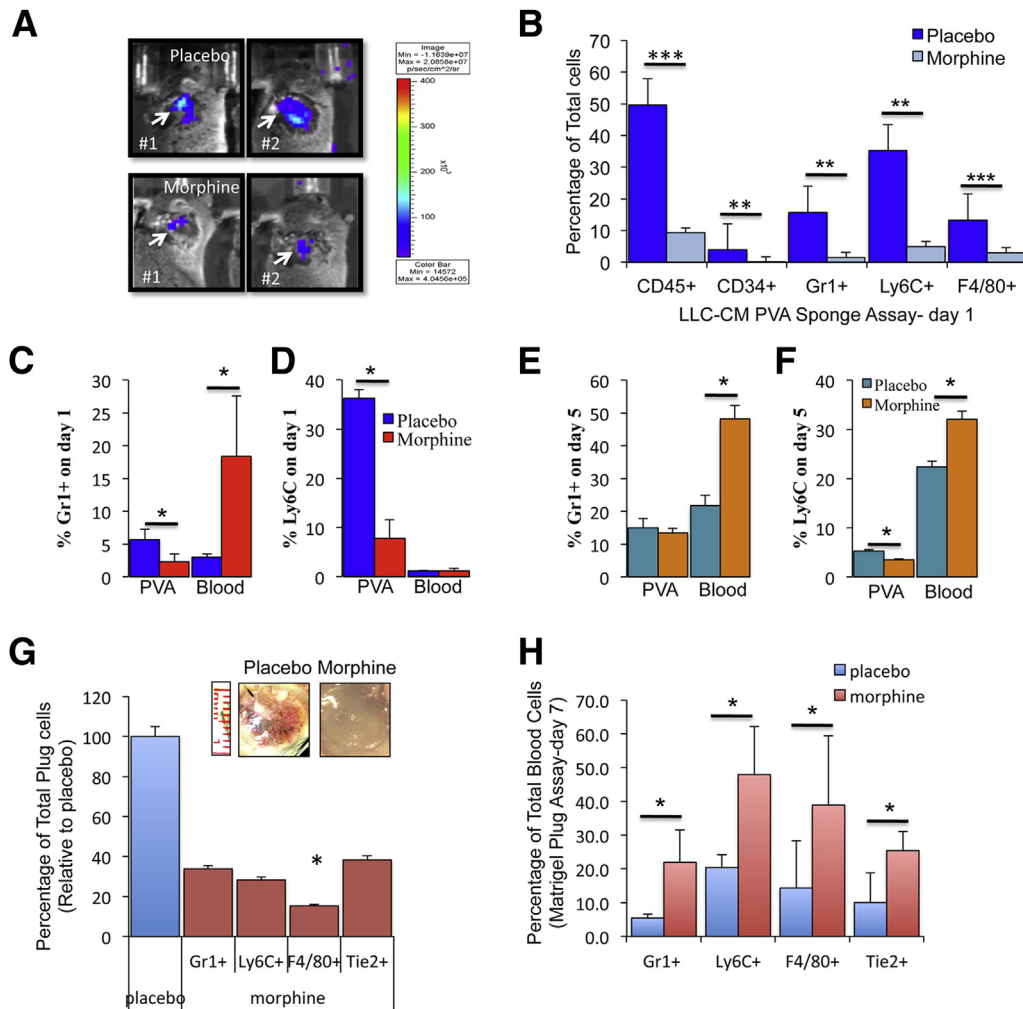 A
Placebo
#1
#2
Morphine
#1
#2
Image
Min = -1.1639e+07
Max = 2.0858e+07
p/sec/cm^2/sr
400
300
200
100
Color Bar
Min = 14572
Max = 4.0456e+05
B
Placebo
Morphine
Percentage of Total cells
70
60
50
40
30
20
10
0
***
**
**
**
***
CD45+ CD34+ Gr1+ Ly6C+ F4/80+
LLC-CM PVA Sponge Assay- day 1
C
% Gr1+ on day 1
30
25
20
15
10
5
0
*
*
PVA Blood
D
% Ly6C on day 1
40
30
20
10
0
*
Placebo
Morphine
PVA Blood
E
% Gr1+ on day 5
60
50
40
30
20
10
0
*
PVA Blood
F
% Ly6C on day 5
40
30
20
10
0
Placebo
Morphine
*
*
PVA Blood
G
Placebo Morphine
Percentage of Total Plug cells
(Relative to placebo)
120
100
80
60
40
20
0
*
Gr1+ Ly6C+ F4/80+ Tie2+
placebo morphine
H
placebo
morphine
Percentage of Total Blood Cells
(Matrigel Plug Assay-day 7)
70.0
60.0
50.0
40.0
30.0
20.0
10.0
0.0
*
*
*
*
Gr1+ Ly6C+ F4/80+ Tie2+